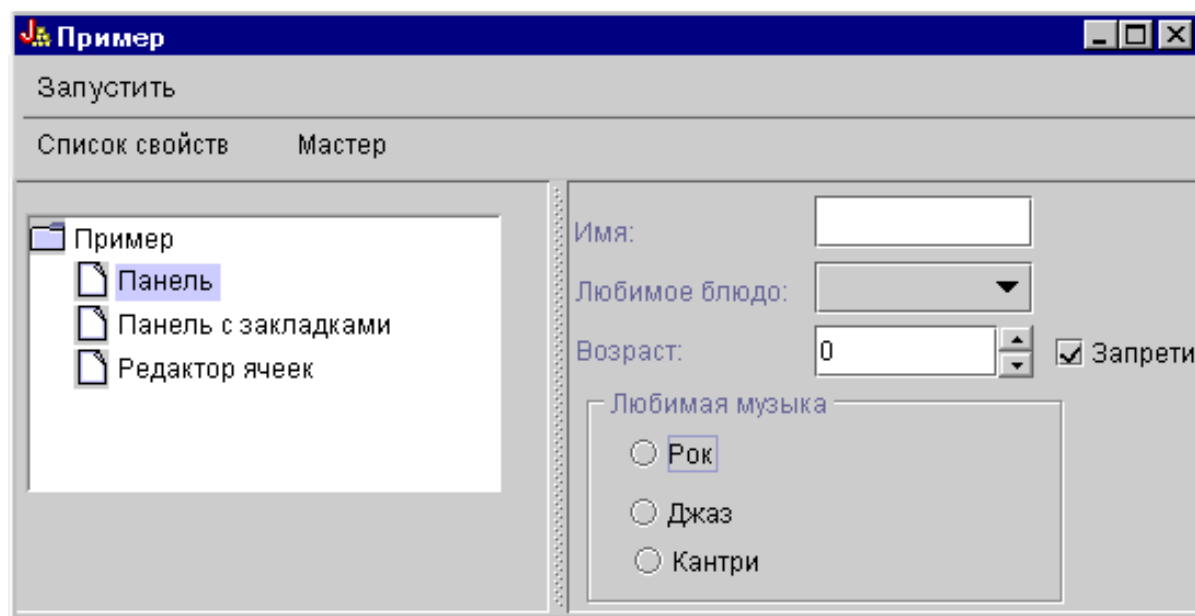 Пример
Запустить
Список свойств Мастер
Пример
Панель
Панель с закладками
Редактор ячеек
Имя:
Любимое блюдо:
Возраст: 0 Запрети
Любимая музыка
Рок
Джаз
Кантри